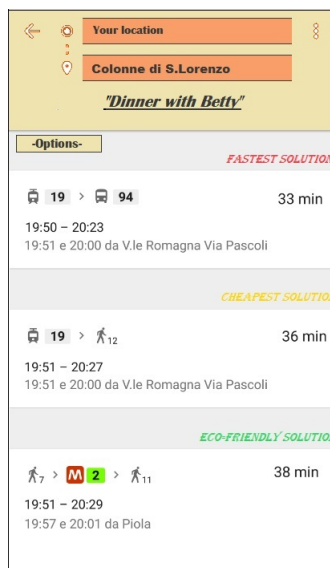 Your location
Colonne di S.Lorenzo
"Dinner with Betty"
-Options-
FASTEST SOLUTION
19 > 94 33 min
19:50 – 20:23
19:51 e 20:00 da V.le Romagna Via Pascoli
CHEAPEST SOLUTIO
19 > 12 36 min
19:51 – 20:27
19:51 e 20:00 da V.le Romagna Via Pascoli
ECO-FRIENDLY SOLUTIO
7 > M 2 > 11 38 min
19:51 – 20:29
19:57 e 20:01 da Piola